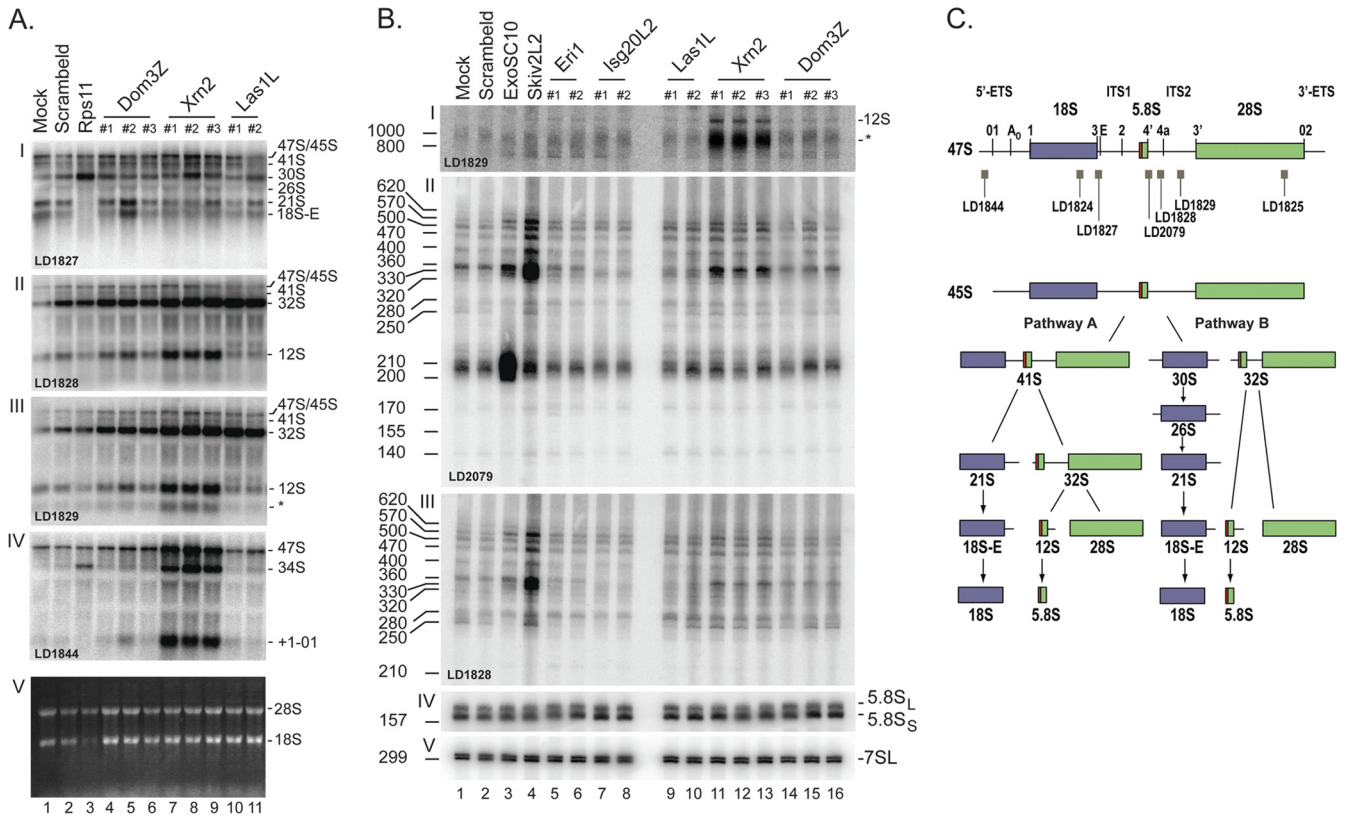 A.
Mock
Scrambeld
Rps11
Dom3Z
Xrn2
Las1L
#1 #2 #3 #1 #2 #3 #1 #2
I
47S/45S
41S
30S
26S
21S
18S-E
LD1827
II
47S/45S
41S
32S
12S
LD1828
III
47S/45S
41S
32S
12S
*
LD1829
IV
47S
34S
+1-01
LD1844
V
28S
18S
1 2 3 4 5 6 7 8 9 10 11
B.
Mock
Scrambeld
ExoSC10
Skiv2L2
Eri1
Isg20L2
Las1L
Xrn2
Dom3Z
#1 #2 #1 #2 #1 #2 #1 #2 #3 #1 #2 #3
I
1000
800
12S
*
LD1829
II
620
570
500
470
400
360
330
320
280
250
210
200
170
155
140
LD2079
III
620
570
500
470
400
360
330
320
280
250
210
LD1828
IV
157
5.8SL
5.8SS
V
299
7SL
1 2 3 4 5 6 7 8 9 10 11 12 13 14 15 16
C.
5'-ETS ITS1 ITS2 3'-ETS
18S 5.8S 28S
01 A0 1 3 E 2 4' 4a 3' 02
47S
LD1844 LD1824 LD1829 LD1825
LD1828
LD1827 LD2079
45S
Pathway A Pathway B
41S 30S 32S
26S
21S 32S 21S
18S-E 12S 28S 18S-E 12S 28S
18S 5.8S 18S 5.8S